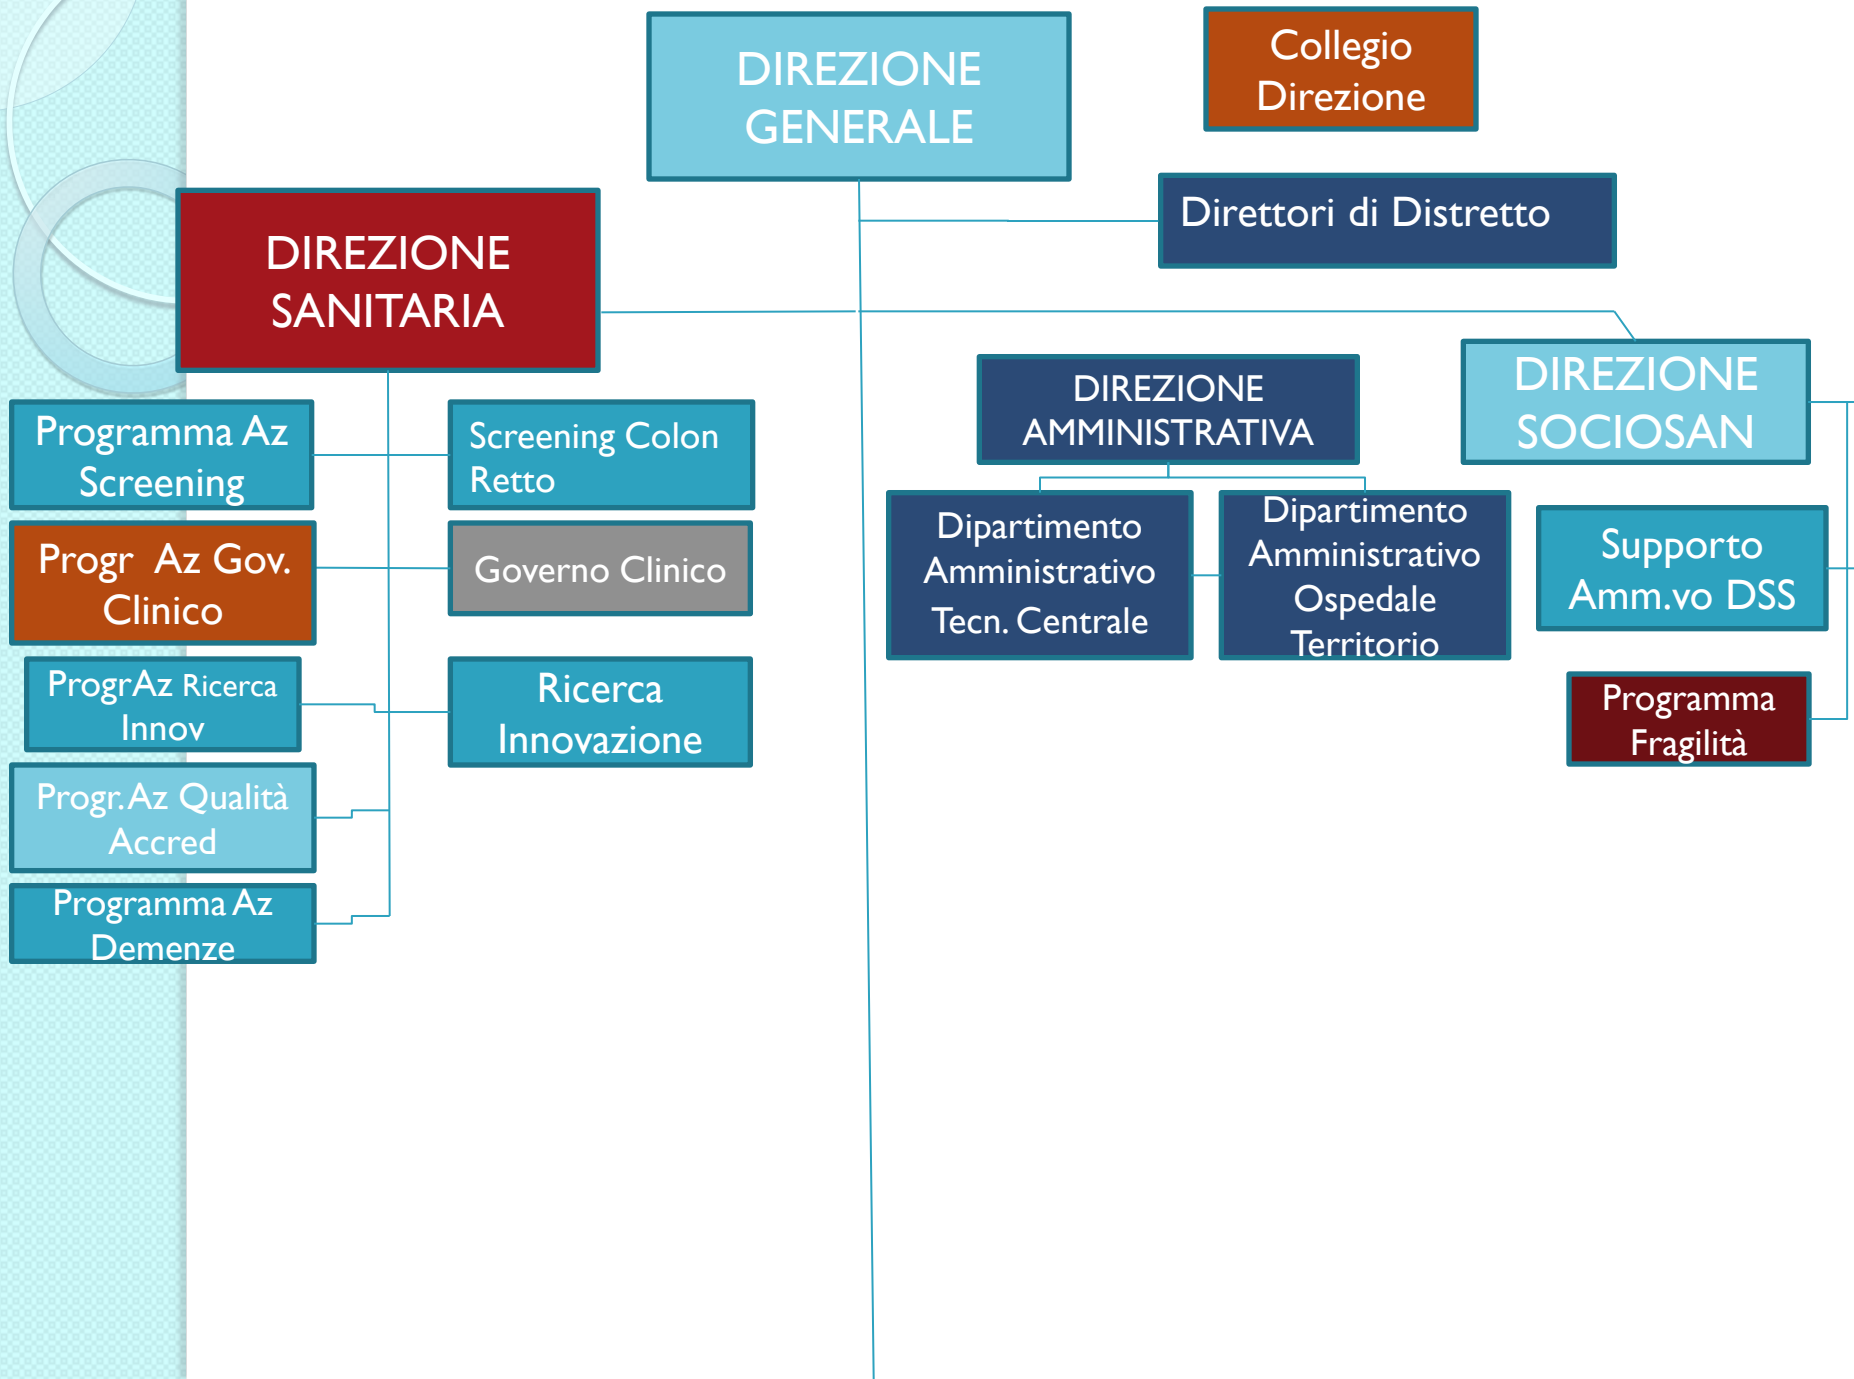 DIREZIONE
GENERALE
Collegio
Direzione
Direttori di Distretto
DIREZIONE
SANITARIA
DIREZIONE
AMMINISTRATIVA
DIREZIONE
SOCIOSAN
Programma Az
Screening
Screening Colon
Retto
Progr Az Gov.
Clinico
Governo Clinico
ProgrAz Ricerca
Innov
Ricerca
Innovazione
Progr. Az Qualità
Accred
Programma Az
Demenze
Dipartimento
Amministrativo
Tecn. Centrale
Dipartimento
Amministrativo
Ospedale
Territorio
Supporto
Amm.vo DSS
Programma
Fragilità